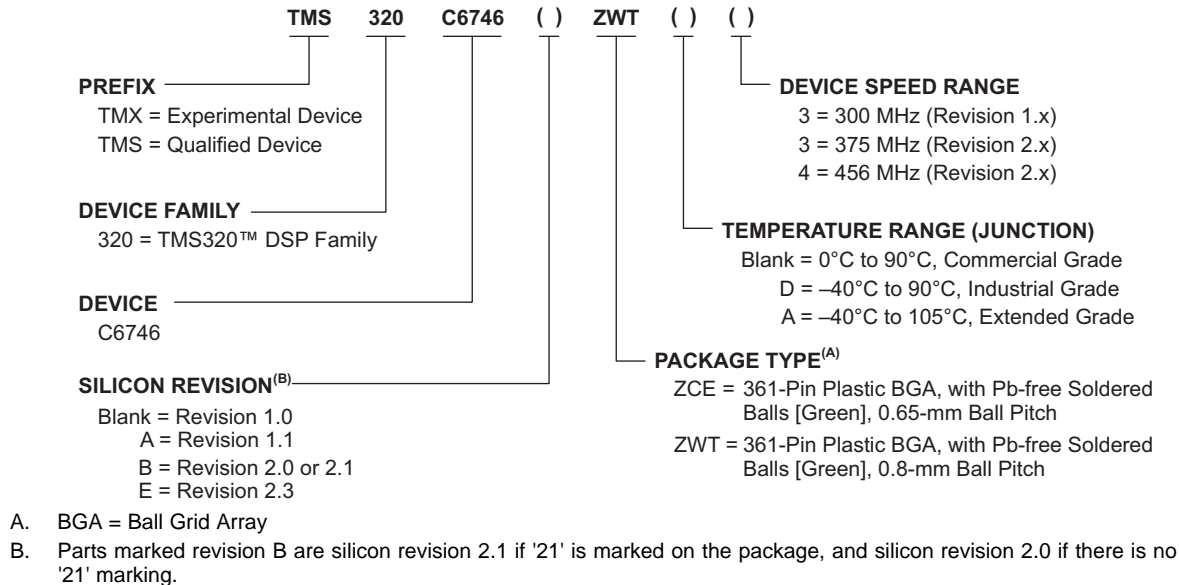 TMS 320 C6746 ( ) ZWT ( ) ( )
PREFIX
TMX = Experimental Device
TMS = Qualified Device
DEVICE FAMILY
320 = TMS320™ DSP Family
DEVICE
C6746
SILICON REVISION(B)
Blank = Revision 1.0
A = Revision 1.1
B = Revision 2.0 or 2.1
E = Revision 2.3
DEVICE SPEED RANGE
3 = 300 MHz (Revision 1.x)
3 = 375 MHz (Revision 2.x)
4 = 456 MHz (Revision 2.x)
TEMPERATURE RANGE (JUNCTION)
Blank = 0°C to 90°C, Commercial Grade
D = –40°C to 90°C, Industrial Grade
A = –40°C to 105°C, Extended Grade
PACKAGE TYPE(A)
ZCE = 361-Pin Plastic BGA, with Pb-free Soldered
Balls [Green], 0.65-mm Ball Pitch
ZWT = 361-Pin Plastic BGA, with Pb-free Soldered
Balls [Green], 0.8-mm Ball Pitch
A. BGA = Ball Grid Array
B. Parts marked revision B are silicon revision 2.1 if '21' is marked on the package, and silicon revision 2.0 if there is no
'21' marking.